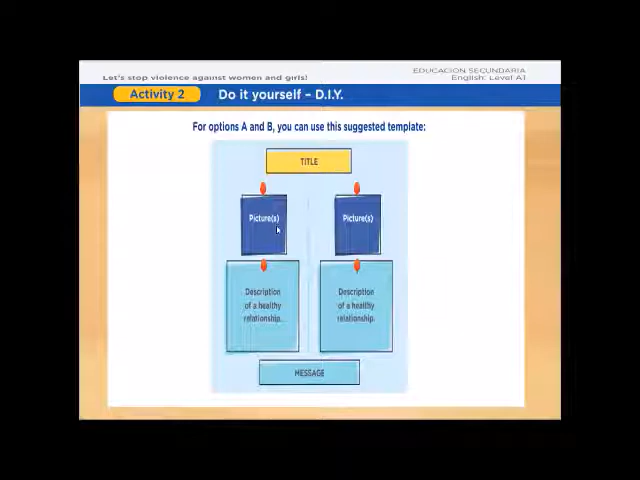 Let's stop violence against women and girls!
EDUCACION SECUNDARIA
English: Level A1
Activity 2
Do it yourself – D.I.Y.
For options A and B, you can use this suggested template:
TITLE
Picture(s)
Picture(s)
Description
of a healthy
relationship...
Description
of a healthy
relationship.
MESSAGE